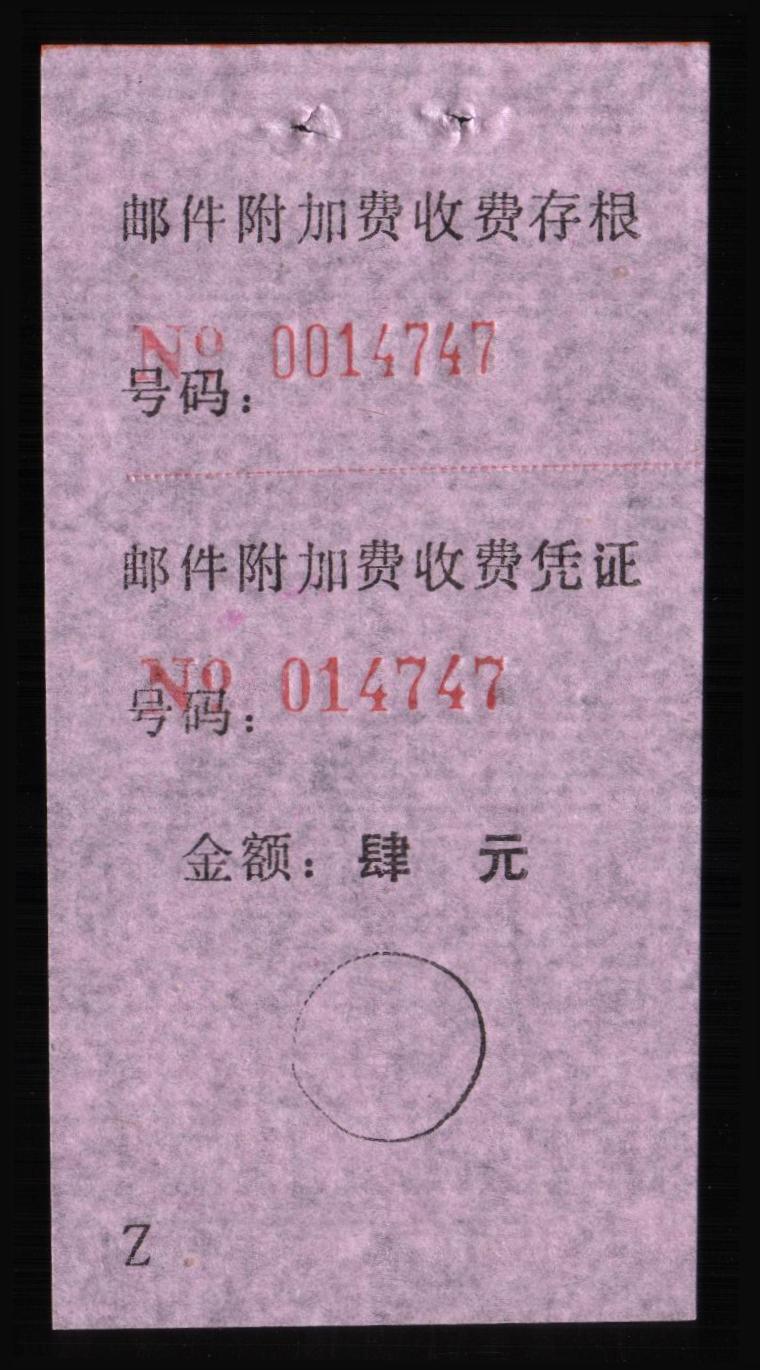 邮件附加费收费存根
№ 0014747
号码：
邮件附加费收费凭证
№ 014747
号码：
金额：肆 元
Z